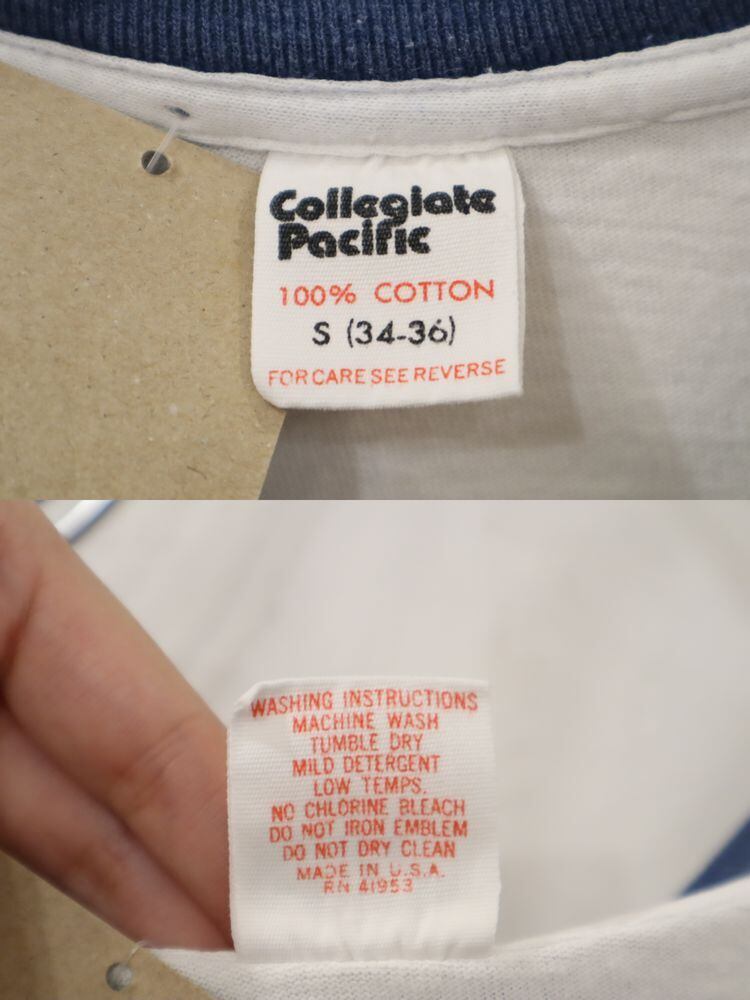 Collegiate
Pacific
100% COTTON
S (34-36)
FOR CARE SEE REVERSE
WASHING INSTRUCTIONS
MACHINE WASH
TUMBLE DRY
MILD DETERGENT
LOW TEMPS.
NO CHLORINE BLEACH
DO NOT IRON EMBLEM
DO NOT DRY CLEAN
MADE IN U.S.A.
RN 41953